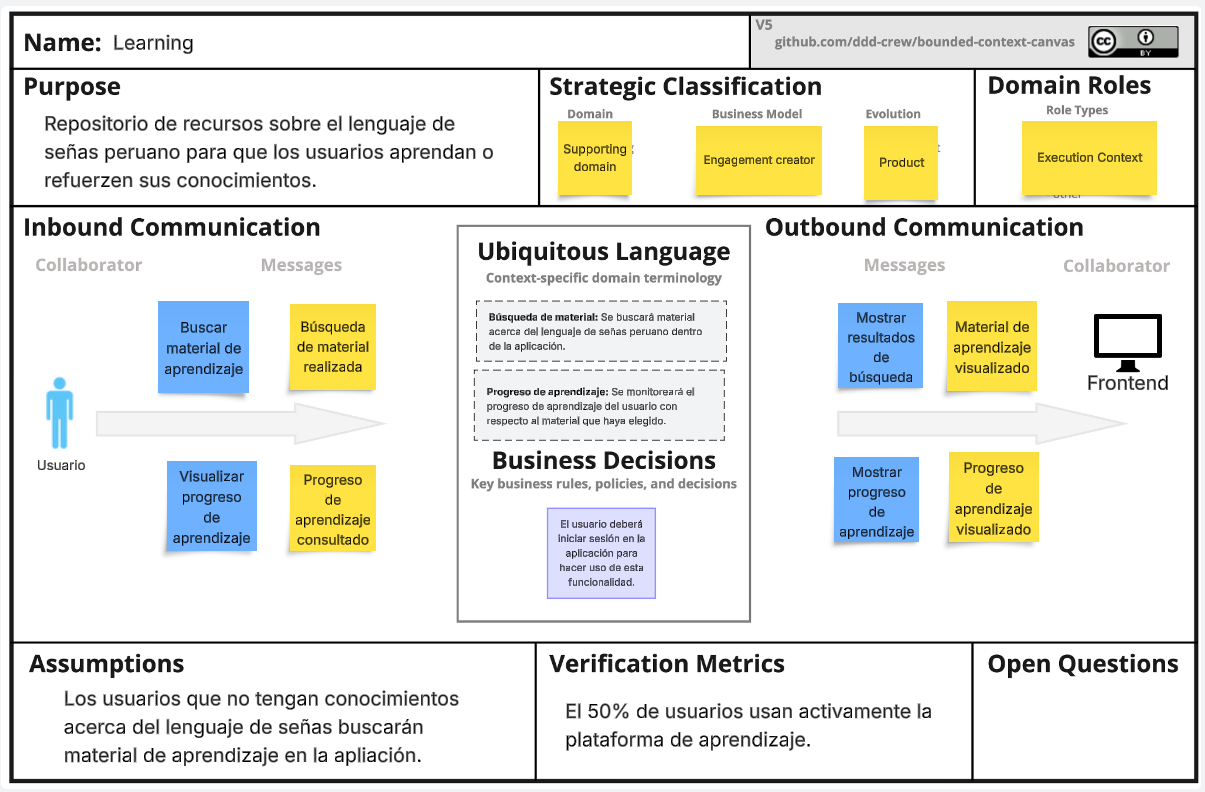 Name: Learning
V5
github.com/ddd-crew/bounded-context-canvas
cc
BY
Purpose
Repositorio de recursos sobre el lenguaje de
señas peruano para que los usuarios aprendan o
refuerzen sus conocimientos.
Strategic Classification
Domain
Supporting
domain
Business Model
Engagement creator
Evolution
Product
Domain Roles
Role Types
Execution Context
other
Inbound Communication
Collaborator
Messages
Buscar
material de
aprendizaje
Búsqueda
de material
realizada
Usuario
Visualizar
progreso
de
aprendizaje
Progreso
de
aprendizaje
consultado
Ubiquitous Language
Context-specific domain terminology
Búsqueda de material: Se buscará material
acerca del lenguaje de señas peruano dentro
de la aplicación.
Progreso de aprendizaje: Se monitoreará el
progreso de aprendizaje del usuario con
respecto al material que haya elegido.
Business Decisions
Key business rules, policies, and decisions
El usuario deberá
iniciar sesión en la
aplicación para
hacer uso de esta
funcionalidad.
Outbound Communication
Messages
Collaborator
Mostrar
resultados
de
búsqueda
Material de
aprendizaje
visualizado
Frontend
Mostrar
progreso
de
aprendizaje
Progreso
de
aprendizaje
visualizado
Assumptions
Los usuarios que no tengan conocimientos
acerca del lenguaje de señas buscarán
material de aprendizaje en la apliación.
Verification Metrics
El 50% de usuarios usan activamente la
plataforma de aprendizaje.
Open Questions